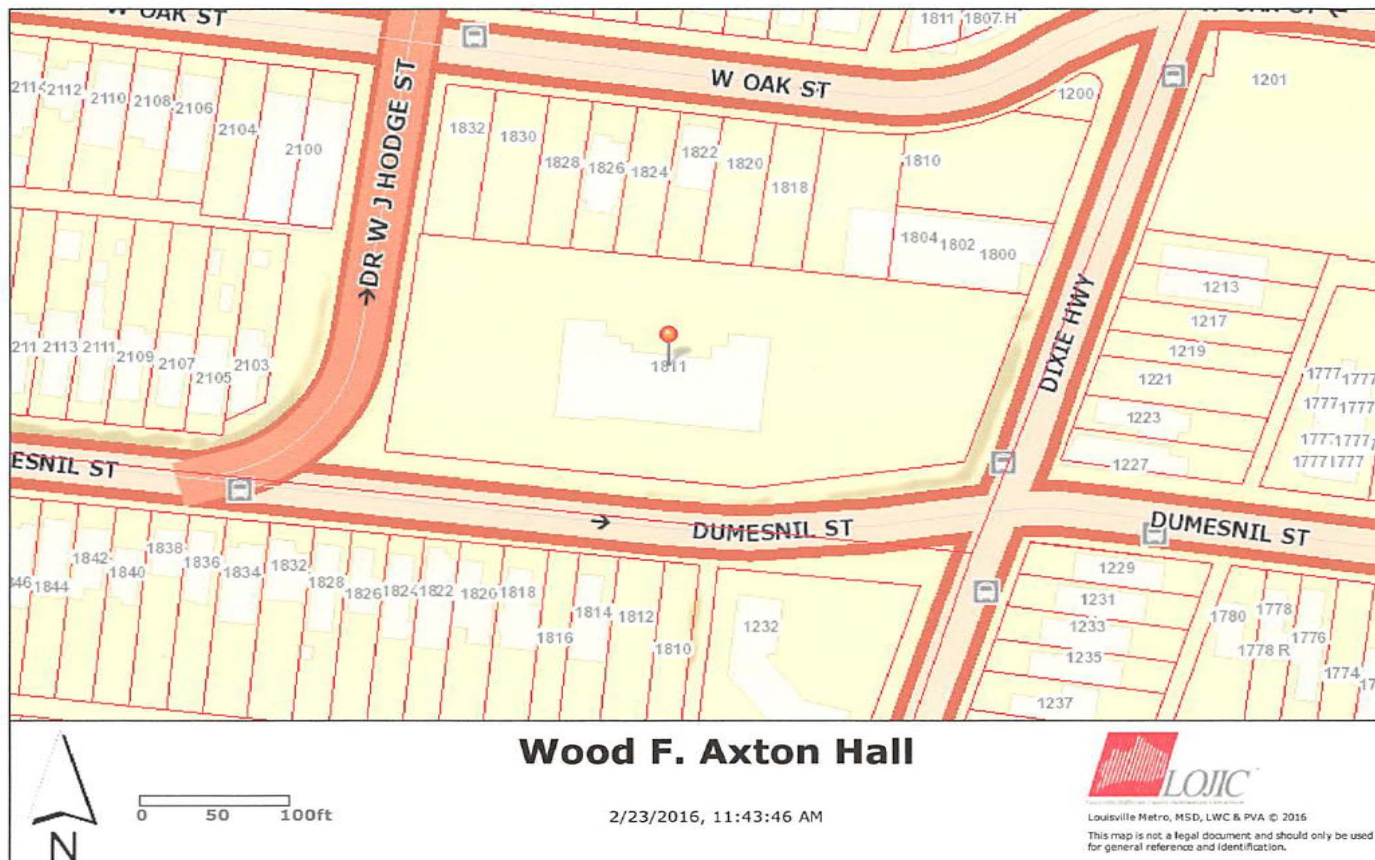 W OAK ST
1811 1807 H
W OAK ST
1201
1200
2114 2112 2110 2108 2106 2104 2100
DR W J HODGE ST
1832 1830 1828 1826 1824 1822 1820 1818
1810
1804 1802 1800
DIXIE HWY
1213
1217
1219
1221
1223
1227
2113 2111 2109 2107 2105 2103
1811
1777 1777
DUMESNIL ST
DUMESNIL ST
1842 1838 1836 1832
1844 1840 1834 1828 1826 1824 1822 1820 1818
1816 1814 1812 1810
1232
1229
1231
1233
1235
1237
1780 1778
1778 R 1776
1774
Wood F. Axton Hall
N
0 50 100ft
2/23/2016, 11:43:46 AM
LOJIC
Louisville Metro, MSD, LWC & PVA © 2016
This map is not a legal document and should only be used
for general reference and identification.